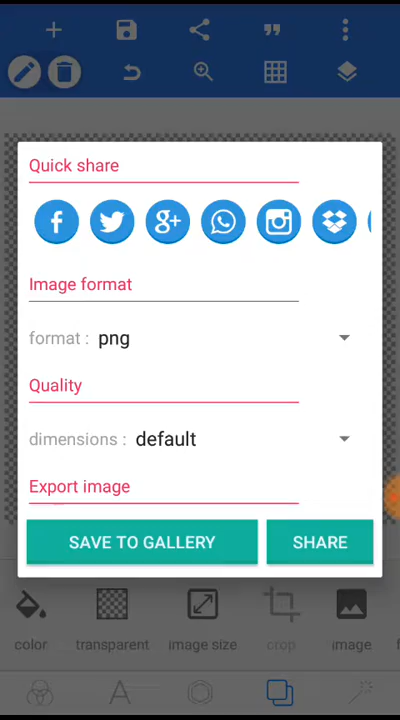 Quick share
Image format
format : png
Quality
dimensions : default
Export image
SAVE TO GALLERY SHARE
color transparent image size crop image